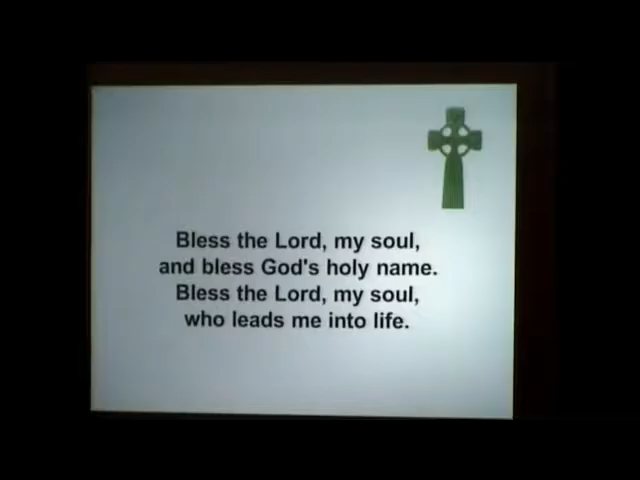 Bless the Lord, my soul,
and bless God's holy name.
Bless the Lord, my soul,
who leads me into life.